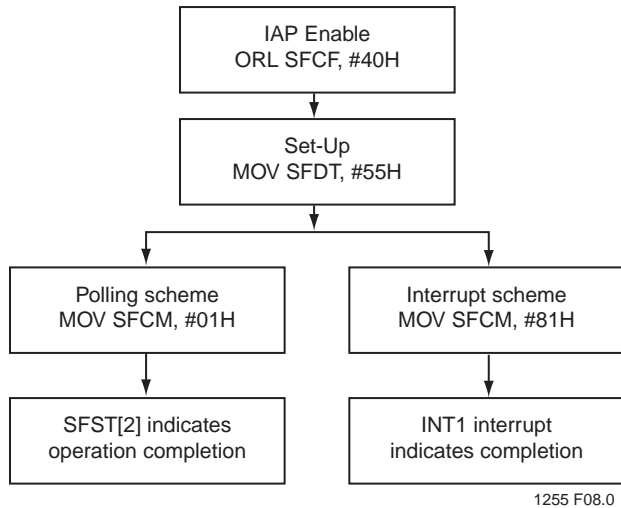 IAP Enable
ORL SFCF, #40H
Set-Up
MOV SFDT, #55H
Polling scheme
MOV SFCM, #01H
Interrupt scheme
MOV SFCM, #81H
SFST[2] indicates
operation completion
INT1 interrupt
indicates completion
1255 F08.0